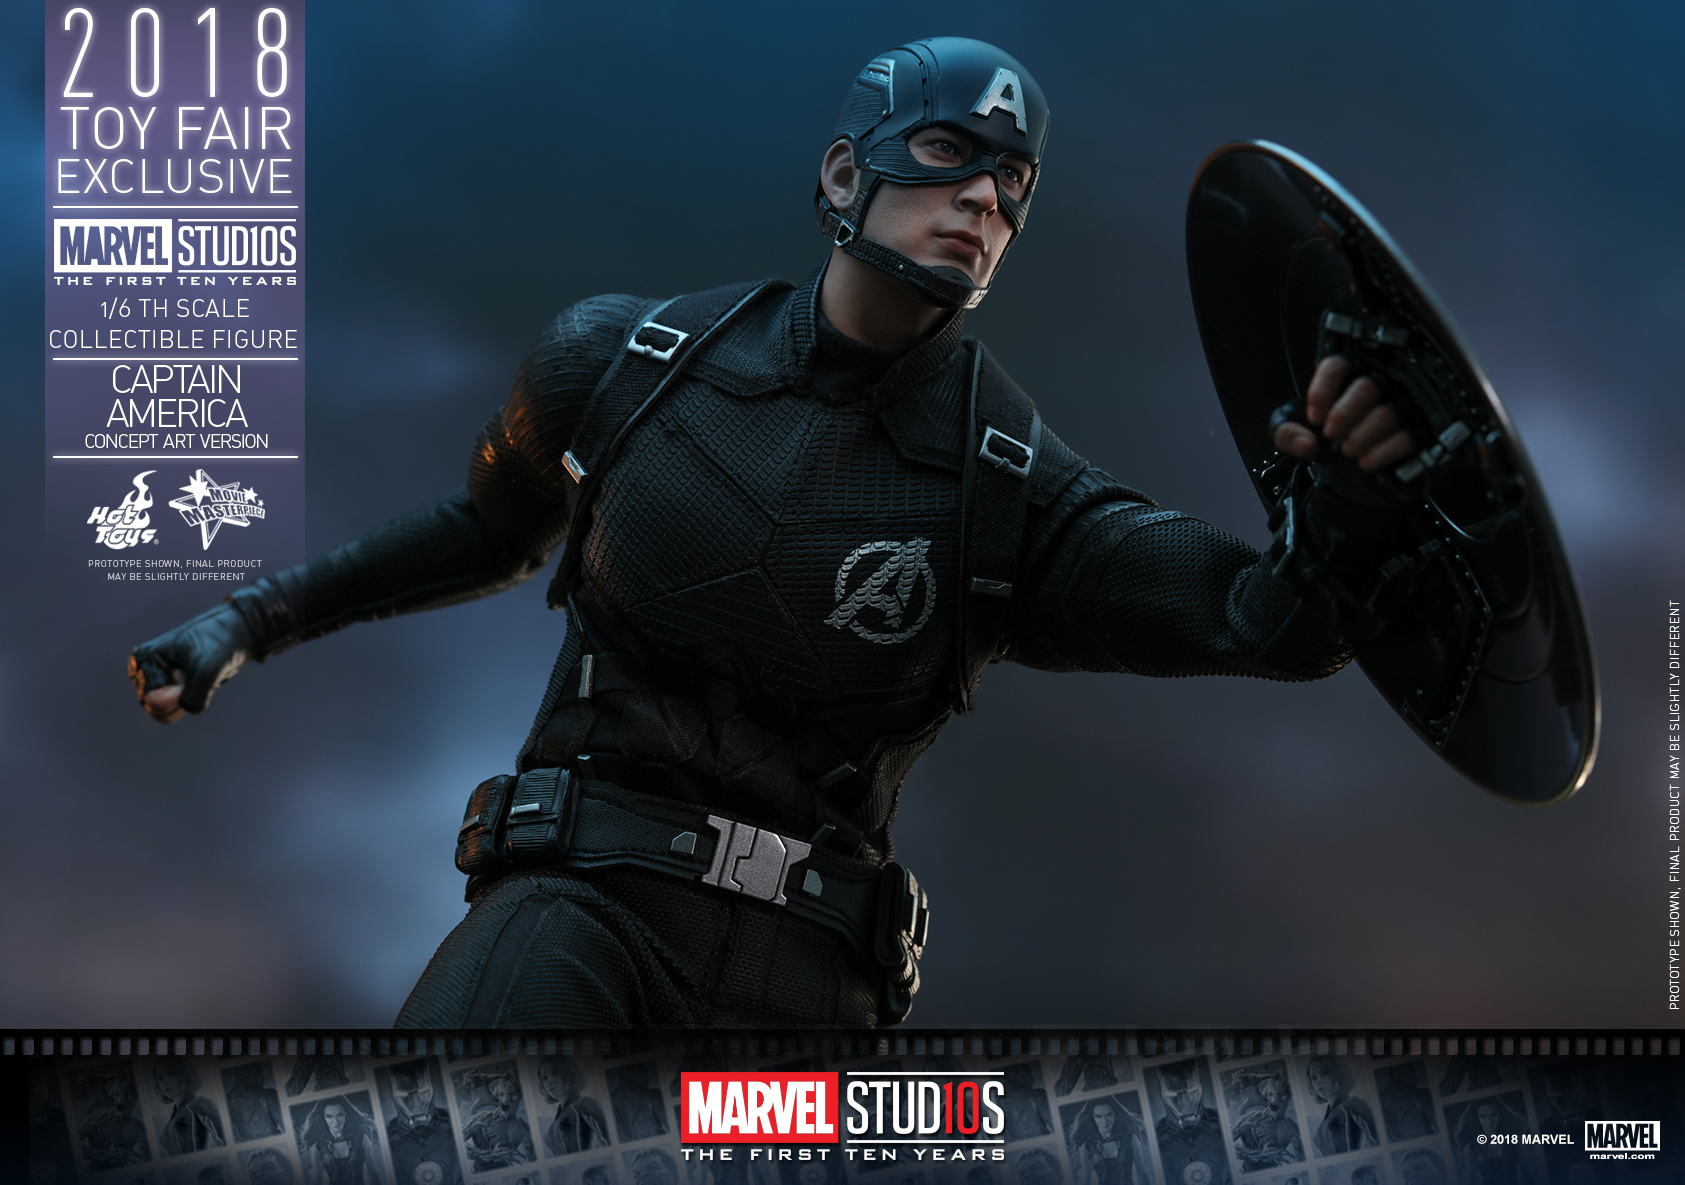 2018
TOY FAIR
EXCLUSIVE
MARVEL STUD10S
THE FIRST TEN YEARS
1/6 TH SCALE
COLLECTIBLE FIGURE
CAPTAIN
AMERICA
CONCEPT ART VERSION
Hot
Toys®
MOVIE
MASTERPIECE
PROTOTYPE SHOWN, FINAL PRODUCT
MAY BE SLIGHTLY DIFFERENT
A
A
PROTOTYPE SHOWN, FINAL PRODUCT MAY BE SLIGHTLY DIFFERENT
MARVEL STUD10S
THE FIRST TEN YEARS
© 2018 MARVEL
MARVEL
marvel.com